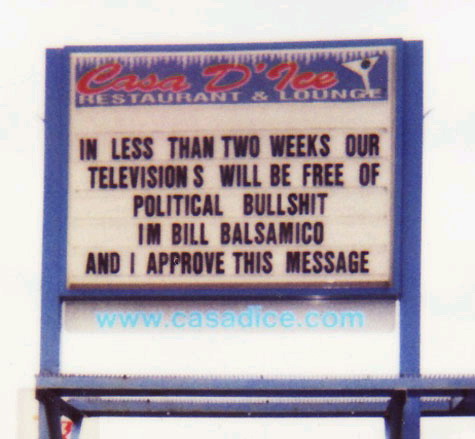 Casa D'Ice
RESTAURANT & LOUNGE
IN LESS THAN TWO WEEKS OUR
TELEVISIONS WILL BE FREE OF
POLITICAL BULLSHIT
IM BILL BALSAMICO
AND I APPROVE THIS MESSAGE
www.casadice.com